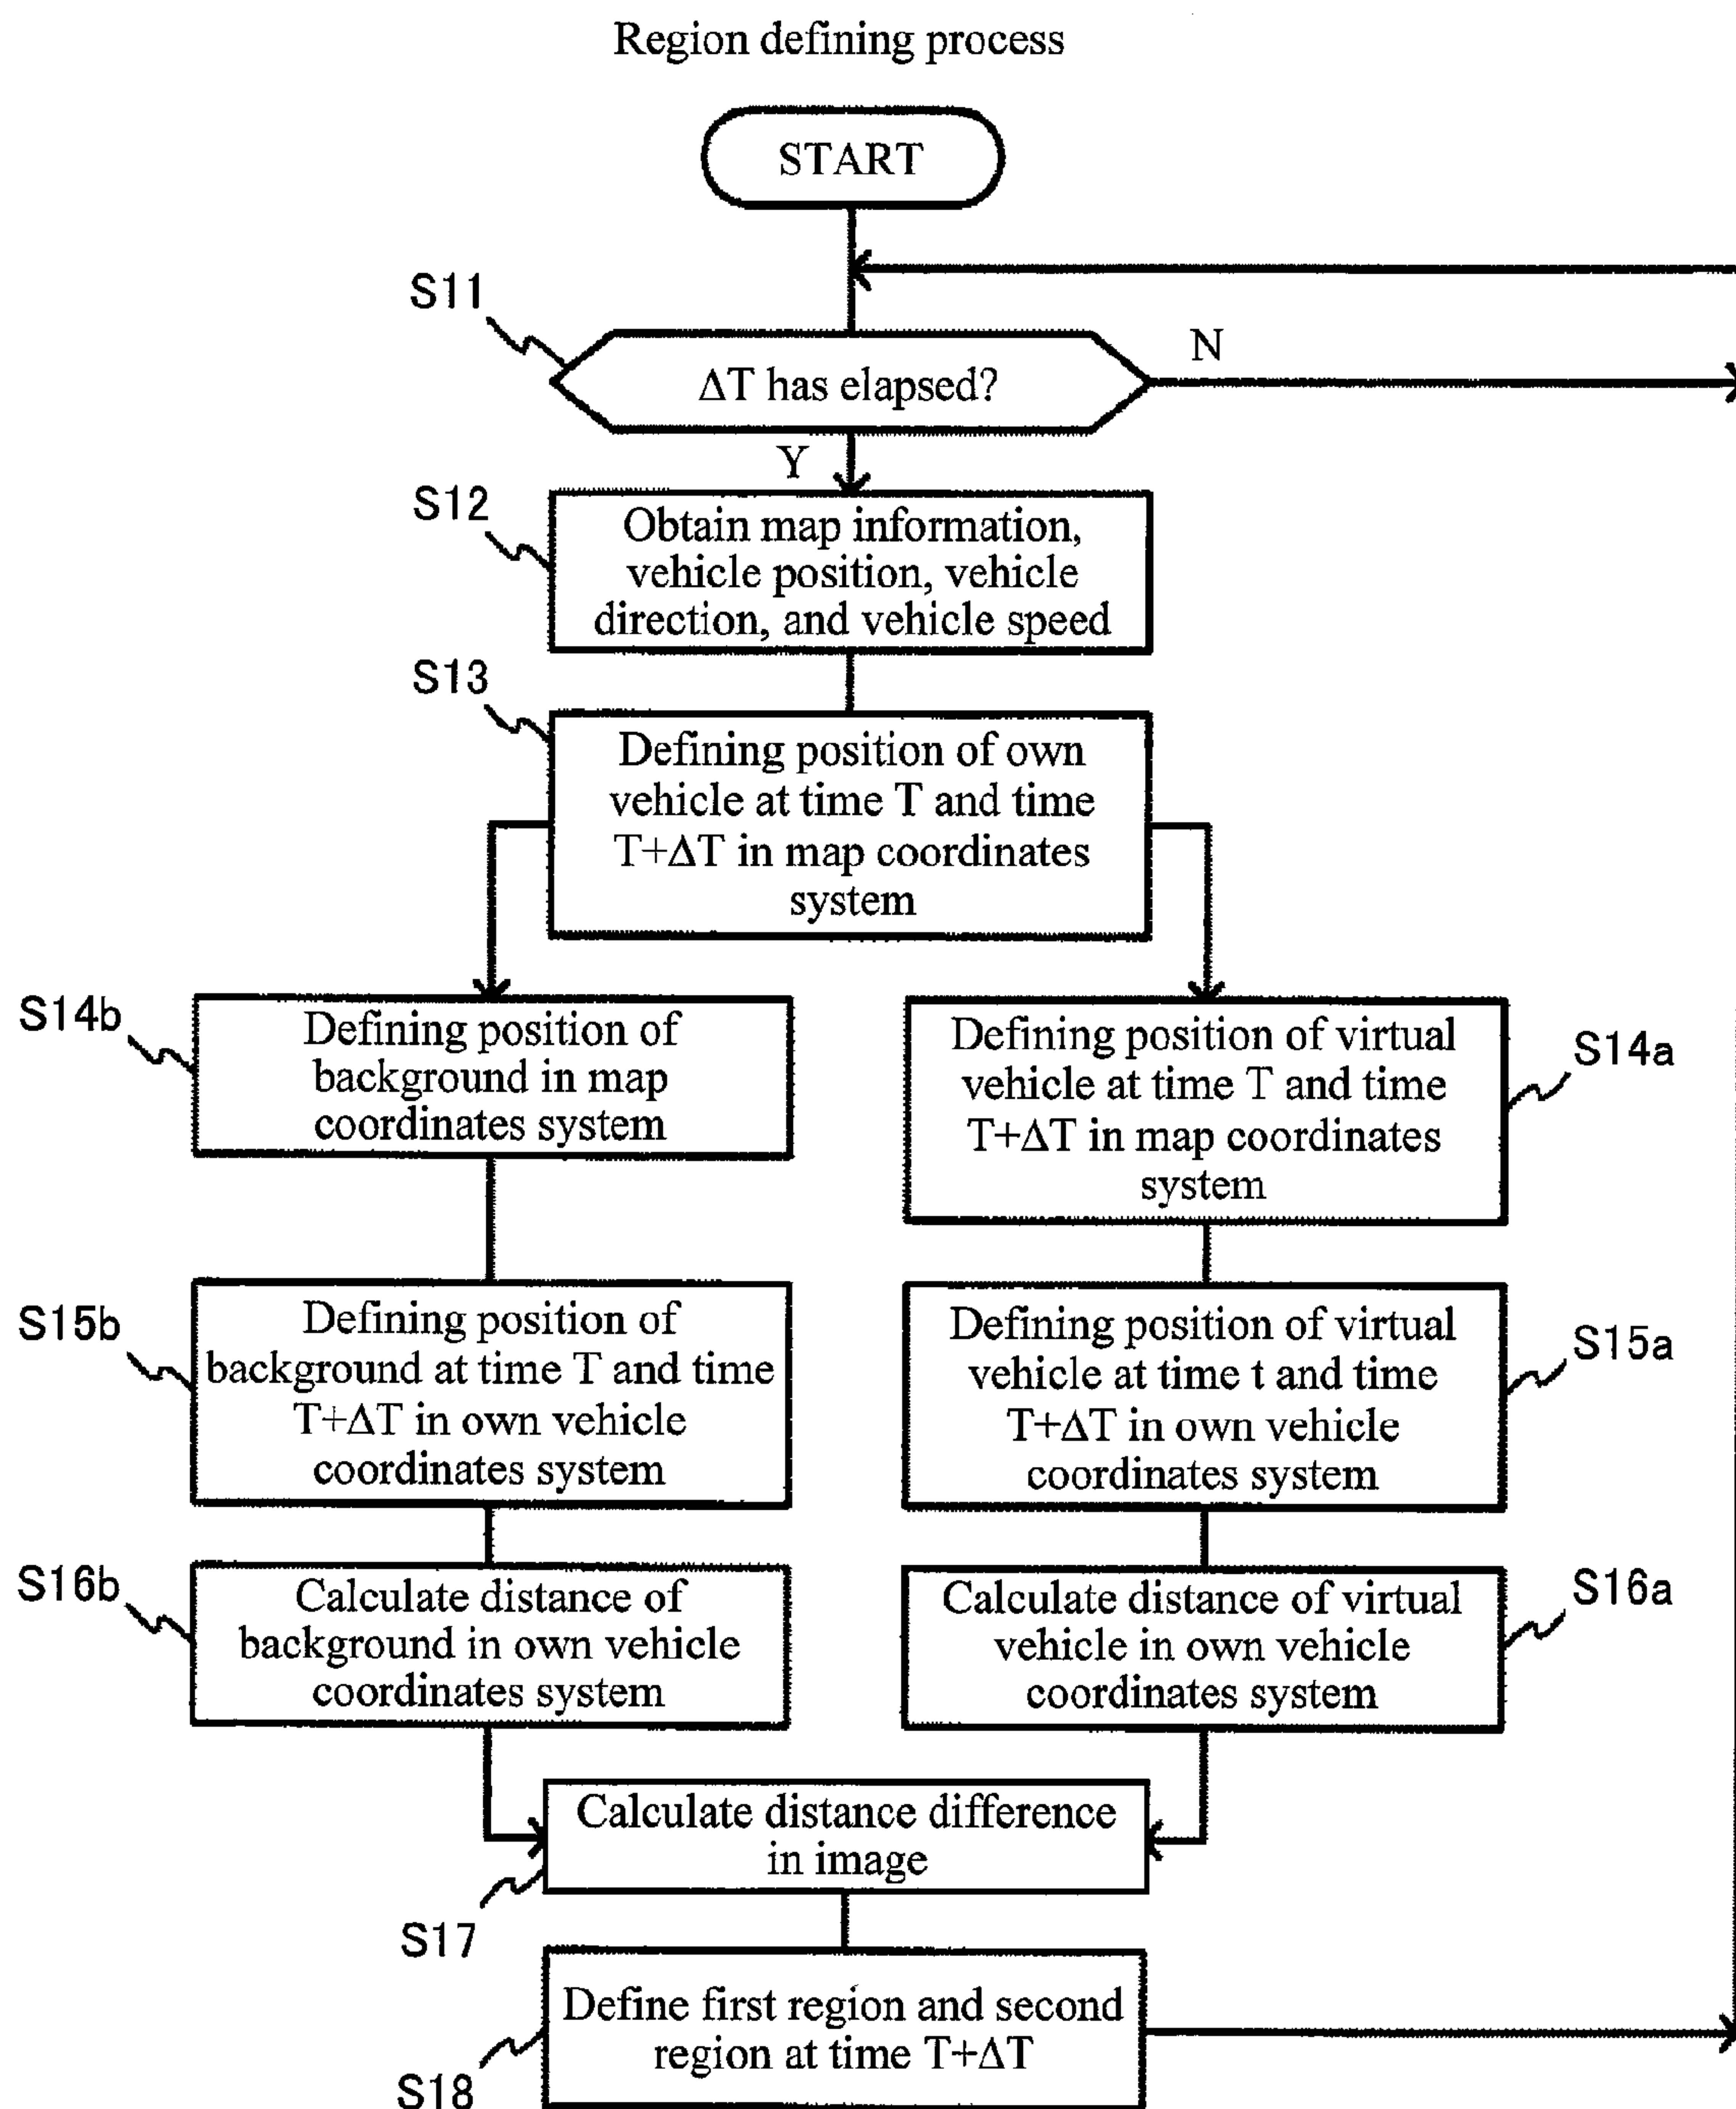 Region defining process
START
S11
ΔT has elapsed?
N
Y
S12
Obtain map information,
vehicle position, vehicle
direction, and vehicle speed
S13
Defining position of own
vehicle at time T and time
T+ΔT in map coordinates
system
S14b
Defining position of
background in map
coordinates system
Defining position of virtual
vehicle at time T and time
T+ΔT in map coordinates
system
S14a
S15b
Defining position of
background at time T and time
T+ΔT in own vehicle
coordinates system
Defining position of virtual
vehicle at time t and time
T+ΔT in own vehicle
coordinates system
S15a
S16b
Calculate distance of
background in own vehicle
coordinates system
Calculate distance of virtual
vehicle in own vehicle
coordinates system
S16a
Calculate distance difference
in image
S17
Define first region and second
region at time T+ΔT
S18